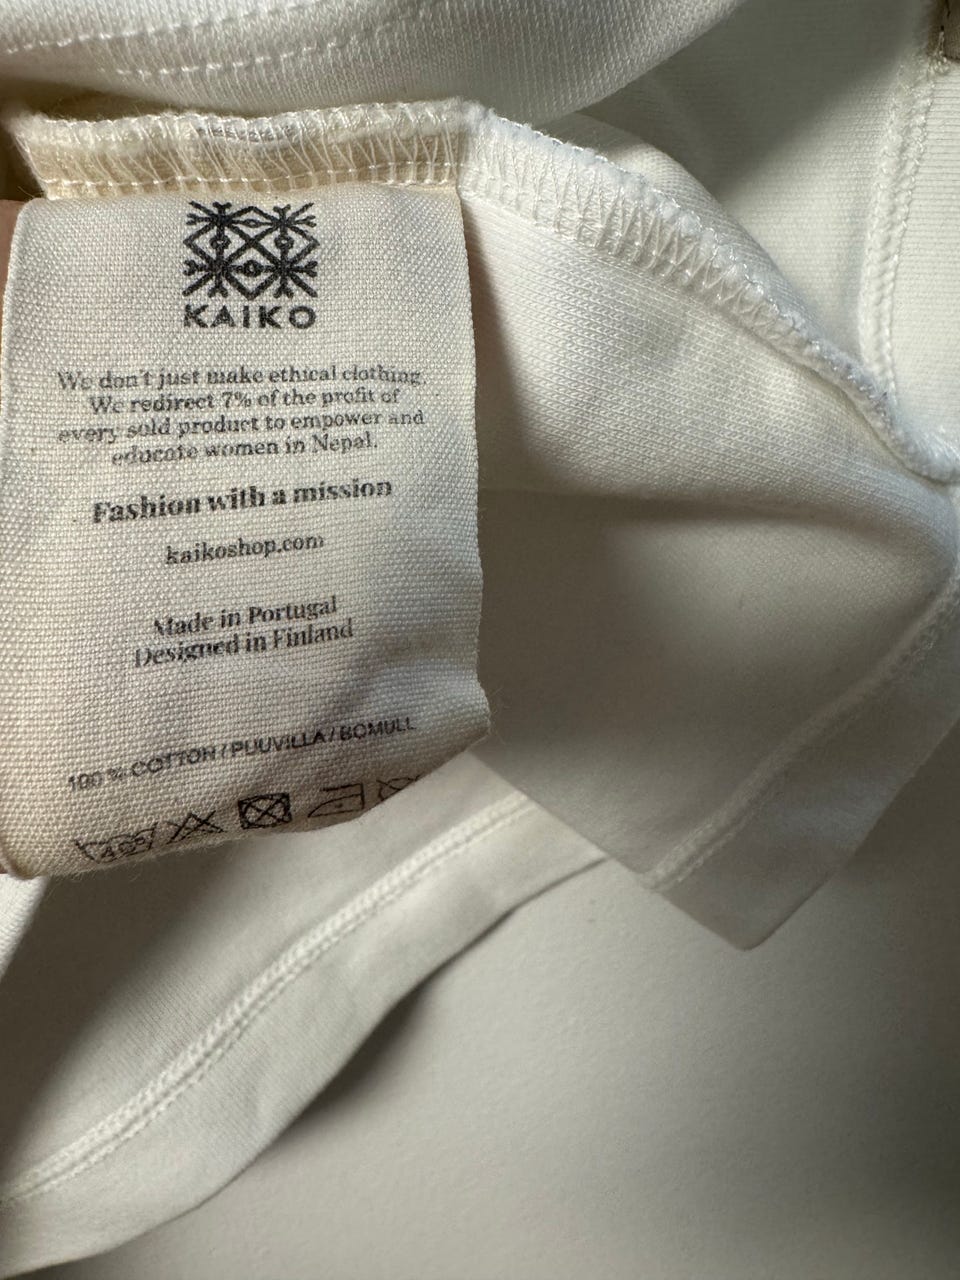 KAIKO
We don't just make ethical clothing.
We redirect 7% of the profit of
every sold product to empower and
educate women in Nepal.
Fashion with a mission
kaikoshop.com
Made in Portugal
Designed in Finland
100 % COTTON / PUUVILLA / BOMULL
40°